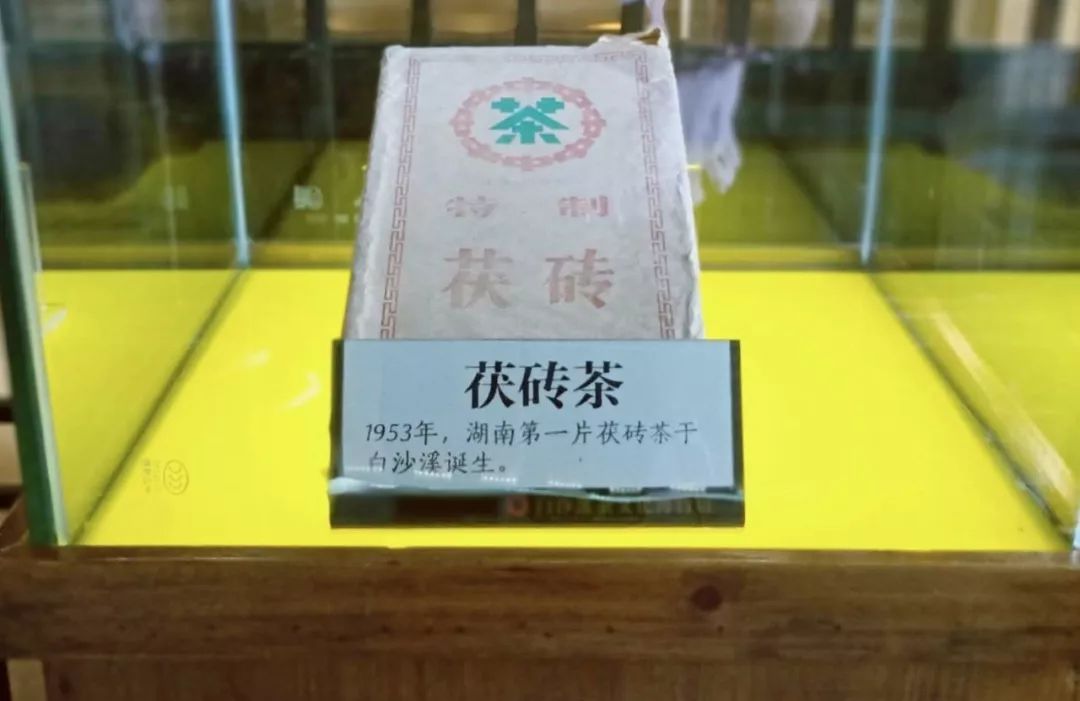 茶
特制
茯砖
茯砖茶
1953年，湖南第一片茯砖茶于
白沙溪诞生。